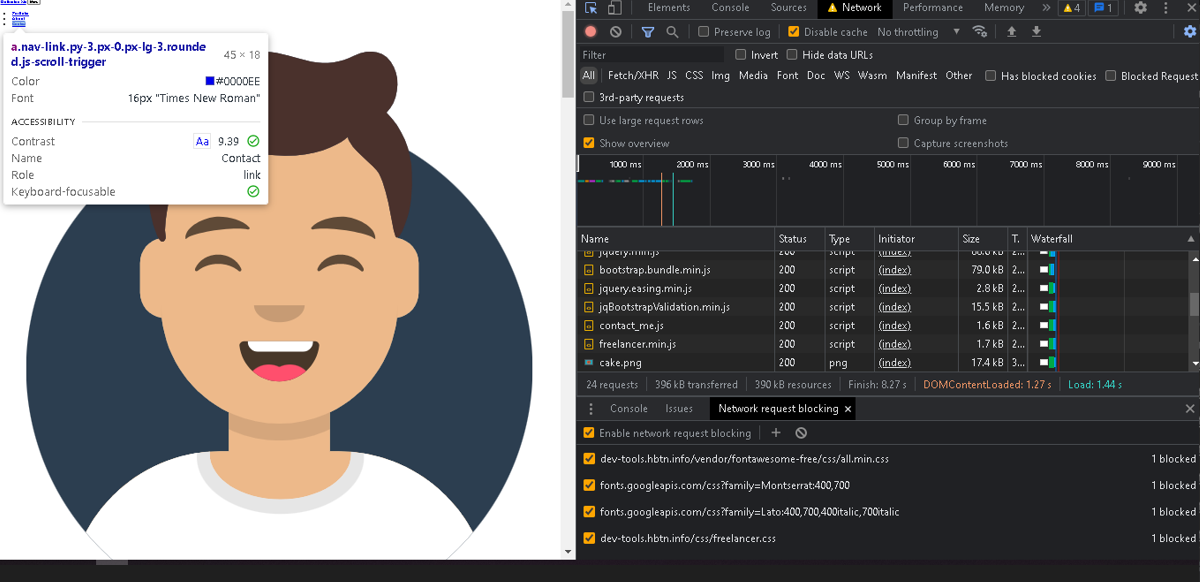 a.nav-link.py-3.px-0.px-lg-3.rounde
d.js-scroll-trigger
45 × 18
Color #0000EE
Font 16px "Times New Roman"
ACCESSIBILITY
Contrast Aa 9.39
Name Contact
Role link
Keyboard-focusable
Elements Console Sources Network Performance Memory » 4 1
Preserve log Disable cache No throttling
Filter Invert Hide data URLs
All Fetch/XHR JS CSS Img Media Font Doc WS Wasm Manifest Other Has blocked cookies Blocked Request
3rd-party requests
Use large request rows Group by frame
Show overview Capture screenshots
1000 ms 2000 ms 3000 ms 4000 ms 5000 ms 6000 ms 7000 ms 8000 ms 9000 ms
Name Status Type Initiator Size T. Waterfall
jquery.min.js 200 script (index) 2...
bootstrap.bundle.min.js 200 script (index) 79.0 kB 2...
jquery.easing.min.js 200 script (index) 2.8 kB 2...
jqBootstrapValidation.min.js 200 script (index) 15.5 kB 2...
contact_me.js 200 script (index) 1.6 kB 2...
freelancer.min.js 200 script (index) 1.7 kB 2...
cake.png 200 png (index) 17.4 kB 3...
24 requests 396 kB transferred 390 kB resources Finish: 8.27 s DOMContentLoaded: 1.27 s Load: 1.44 s
Console Issues Network request blocking ×
Enable network request blocking
dev-tools.hbtn.info/vendor/fontawesome-free/css/all.min.css 1 blocked
fonts.googleapis.com/css?family=Montserrat:400,700 1 blocked
fonts.googleapis.com/css?family=Lato:400,700,400italic,700italic 1 blocked
dev-tools.hbtn.info/css/freelancer.css 1 blocked